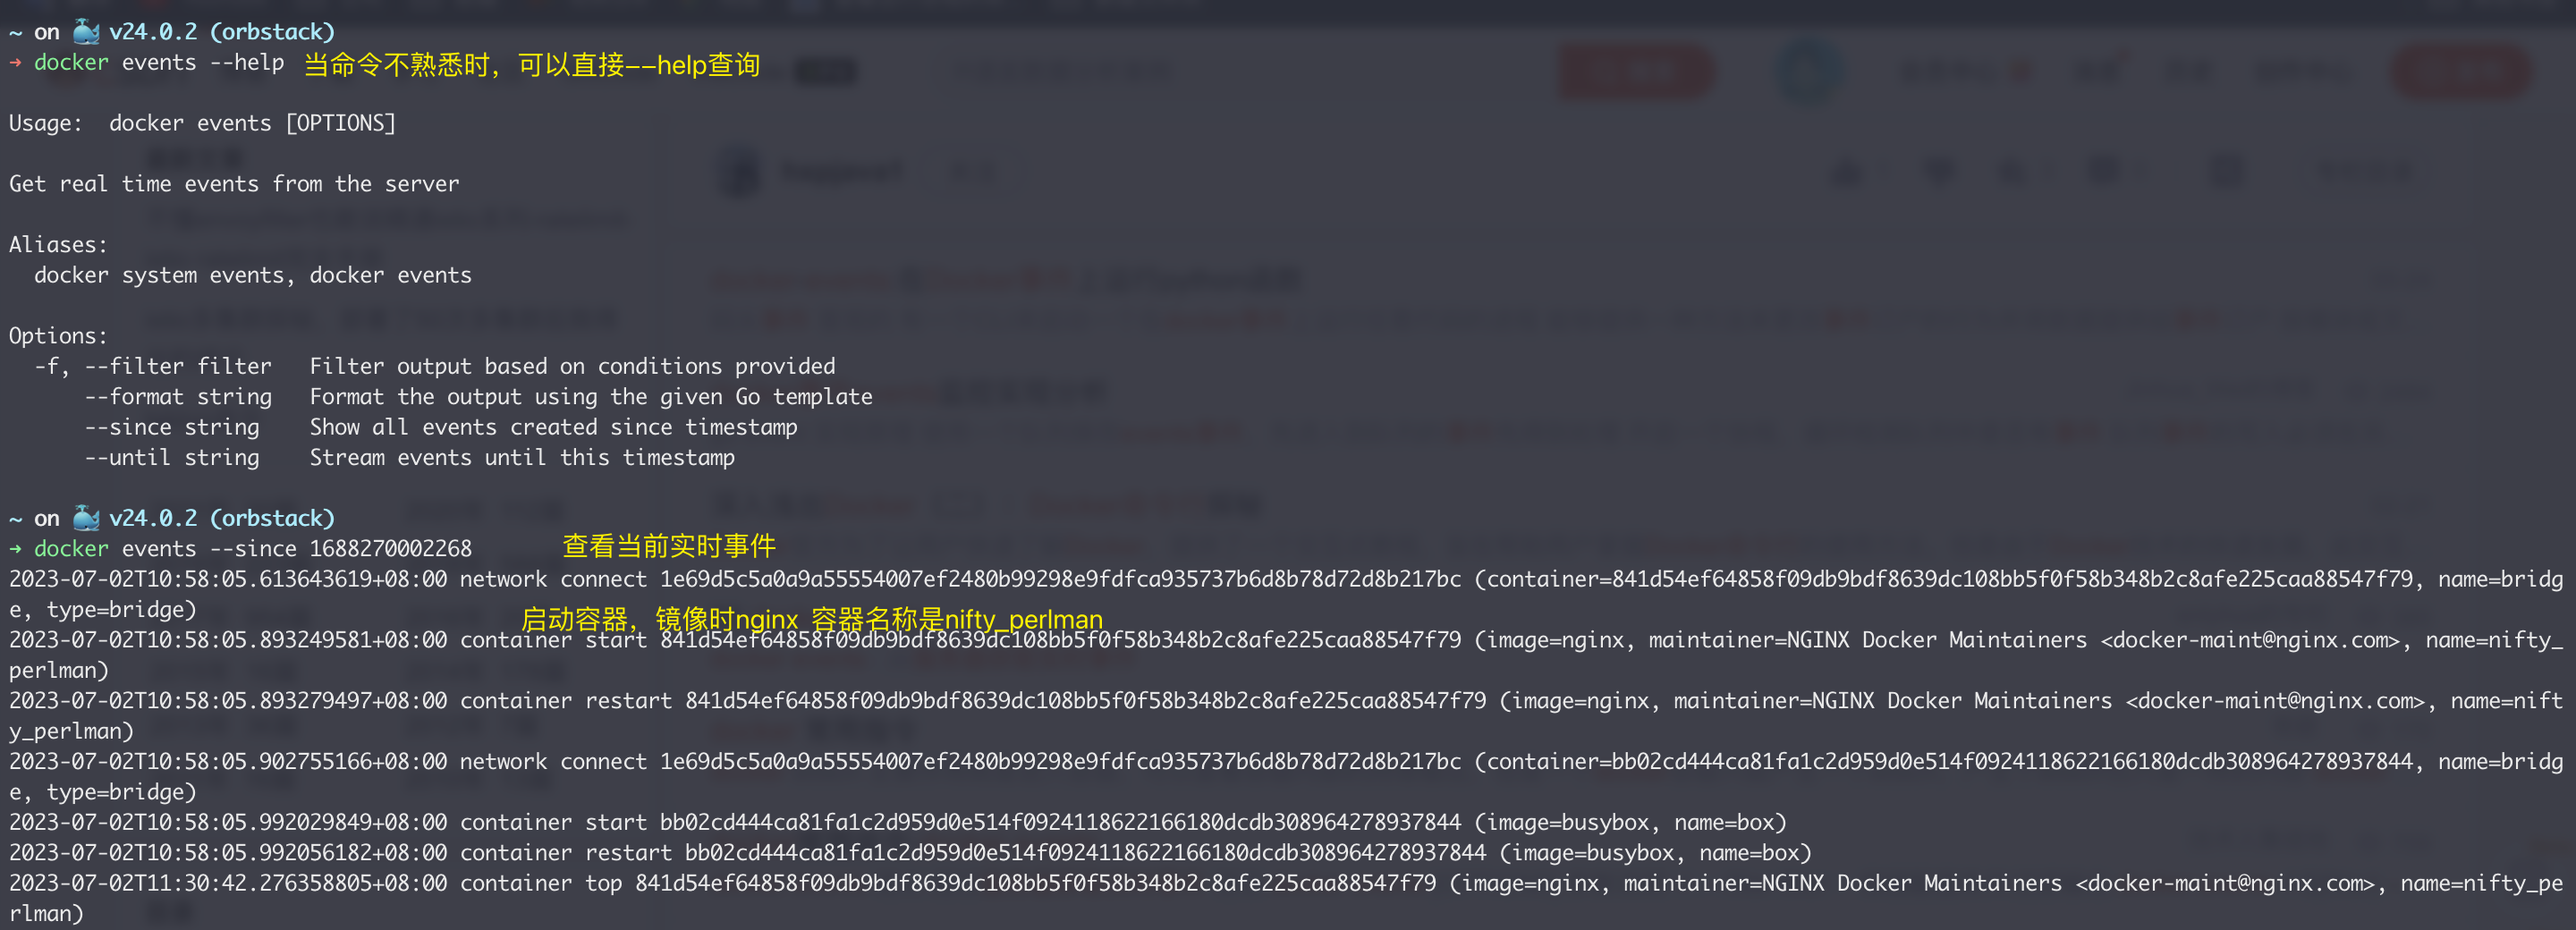 ~ on 🐳 v24.0.2 (orbstack)
→ docker events --help 当命令不熟悉时，可以直接--help查询
Usage:  docker events [OPTIONS]
Get real time events from the server
Aliases:
  docker system events, docker events
Options:
  -f, --filter filter   Filter output based on conditions provided
      --format string   Format the output using the given Go template
      --since string    Show all events created since timestamp
      --until string    Stream events until this timestamp
~ on 🐳 v24.0.2 (orbstack)
→ docker events --since 1688270002268 查看当前实时事件
2023-07-02T10:58:05.613643619+08:00 network connect 1e69d5c5a0a9a55554007ef2480b99298e9fdfca935737b6d8b78d72d8b217bc (container=841d54ef64858f09db9bdf8639dc108bb5f0f58b348b2c8afe225caa88547f79, name=bridg
e, type=bridge)
启动容器，镜像时nginx 容器名称是nifty_perlman
2023-07-02T10:58:05.893249581+08:00 container start 841d54ef64858f09db9bdf8639dc108bb5f0f58b348b2c8afe225caa88547f79 (image=nginx, maintainer=NGINX Docker Maintainers <docker-maint@nginx.com>, name=nifty_
perlman)
2023-07-02T10:58:05.893279497+08:00 container restart 841d54ef64858f09db9bdf8639dc108bb5f0f58b348b2c8afe225caa88547f79 (image=nginx, maintainer=NGINX Docker Maintainers <docker-maint@nginx.com>, name=nift
y_perlman)
2023-07-02T10:58:05.902755166+08:00 network connect 1e69d5c5a0a9a55554007ef2480b99298e9fdfca935737b6d8b78d72d8b217bc (container=bb02cd444ca81fa1c2d959d0e514f0924118622166180dcdb308964278937844, name=bridg
e, type=bridge)
2023-07-02T10:58:05.992029849+08:00 container start bb02cd444ca81fa1c2d959d0e514f0924118622166180dcdb308964278937844 (image=busybox, name=box)
2023-07-02T10:58:05.992056182+08:00 container restart bb02cd444ca81fa1c2d959d0e514f0924118622166180dcdb308964278937844 (image=busybox, name=box)
2023-07-02T11:30:42.276358805+08:00 container top 841d54ef64858f09db9bdf8639dc108bb5f0f58b348b2c8afe225caa88547f79 (image=nginx, maintainer=NGINX Docker Maintainers <docker-maint@nginx.com>, name=nifty_pe
rlman)